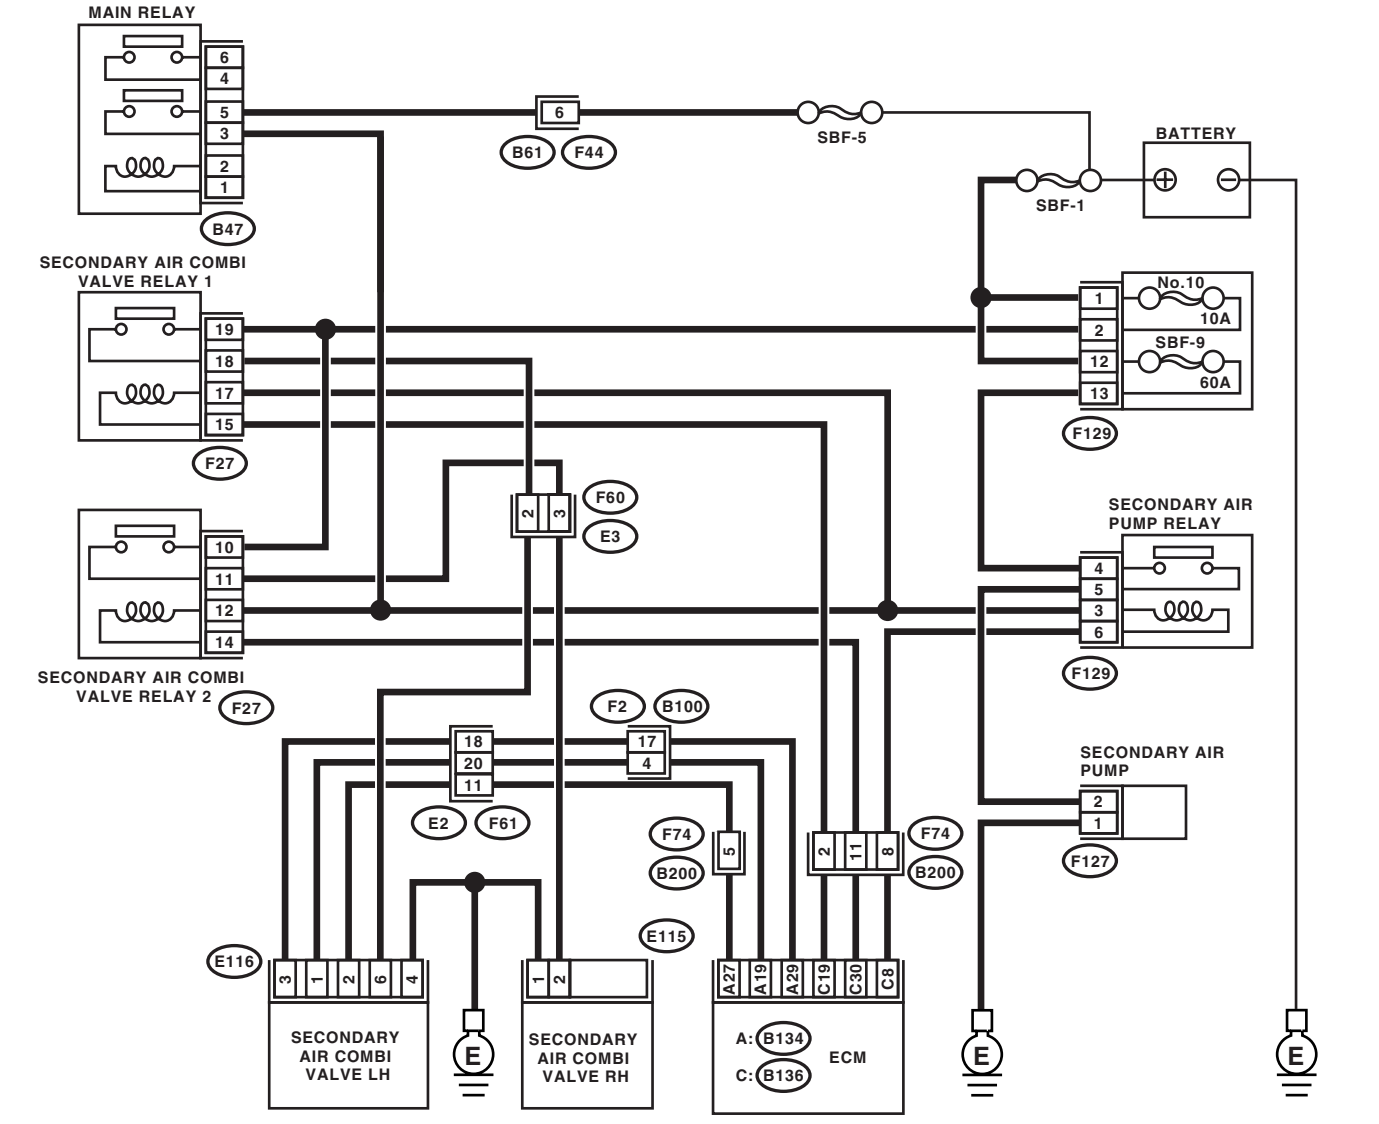 MAIN RELAY
6
4
5
3
2
1
B47
6
B61
F44
SBF-5
BATTERY
SBF-1
SECONDARY AIR COMBI
VALVE RELAY 1
19
18
17
15
F27
No.10
10A
SBF-9
60A
1
2
12
13
F129
2
3
F60
E3
10
11
12
14
SECONDARY AIR COMBI
VALVE RELAY 2
F27
SECONDARY AIR
PUMP RELAY
4
5
3
6
F129
F2
B100
18
20
11
17
4
E2
F61
SECONDARY AIR
PUMP
2
1
F127
F74
5
B200
2
11
8
F74
B200
E116
3
1
2
6
4
E115
1
2
A27
A19
A29
C19
C30
C8
SECONDARY
AIR COMBI
VALVE LH
E
SECONDARY
AIR COMBI
VALVE RH
A: B134
C: B136
ECM
E
E